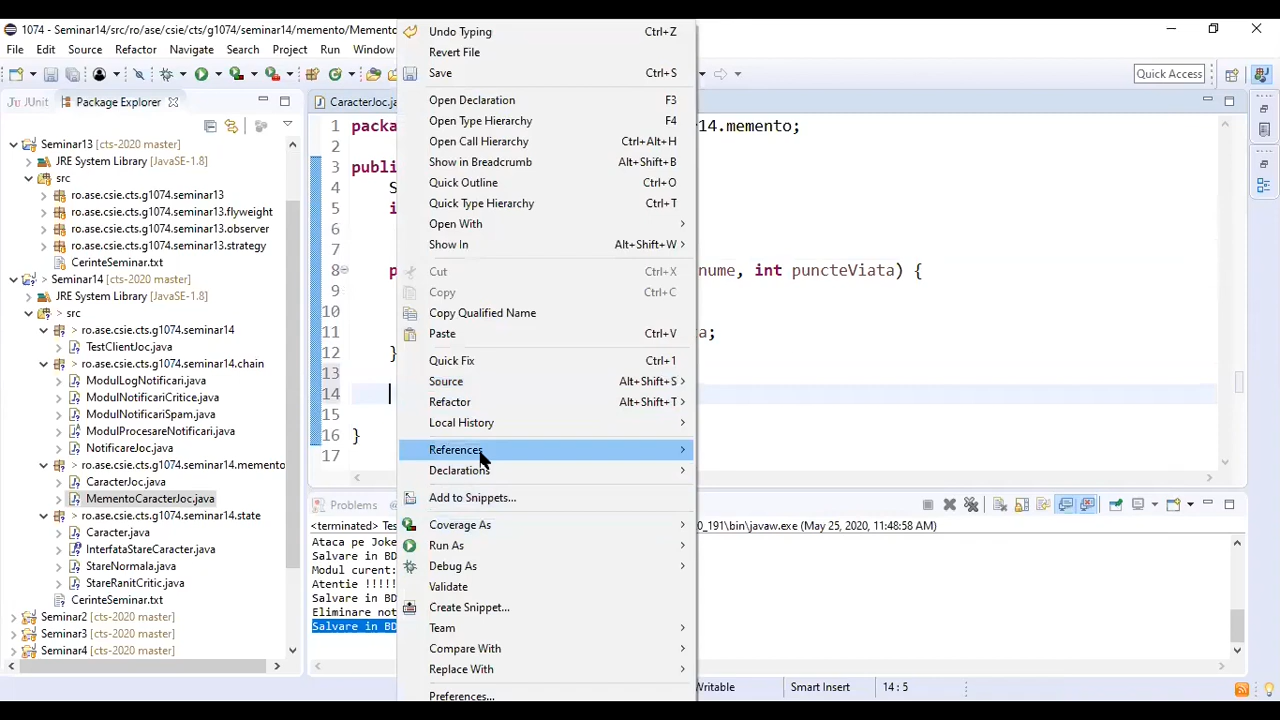 1074 - Seminar14/src/ro/ase/csie/cts/g1074/seminar14/memento/Memento
File Edit Source Refactor Navigate Search Project Run Window
Quick Access
JUnit Package Explorer
Seminar13 [cts-2020 master]
JRE System Library [JavaSE-1.8]
src
ro.ase.csie.cts.g1074.seminar13
ro.ase.csie.cts.g1074.seminar13.flyweight
ro.ase.csie.cts.g1074.seminar13.observer
ro.ase.csie.cts.g1074.seminar13.strategy
CerinteSeminar.txt
> Seminar14 [cts-2020 master]
JRE System Library [JavaSE-1.8]
> src
> ro.ase.csie.cts.g1074.seminar14
TestClientJoc.java
> ro.ase.csie.cts.g1074.seminar14.chain
ModulLogNotificari.java
ModulNotificariCritice.java
ModulNotificariSpam.java
ModulProcesareNotificari.java
NotificareJoc.java
> ro.ase.csie.cts.g1074.seminar14.memento
CaracterJoc.java
MementoCaracterJoc.java
> ro.ase.csie.cts.g1074.seminar14.state
Caracter.java
InterfataStareCaracter.java
StareNormala.java
StareRanitCritic.java
CerinteSeminar.txt
Seminar2 [cts-2020 master]
Seminar3 [cts-2020 master]
Seminar4 [cts-2020 master]
Undo Typing Ctrl+Z
Revert File
Save Ctrl+S
Open Declaration F3
Open Type Hierarchy F4
Open Call Hierarchy Ctrl+Alt+H
Show in Breadcrumb Alt+Shift+B
Quick Outline Ctrl+O
Quick Type Hierarchy Ctrl+T
Open With
Show In Alt+Shift+W
Cut Ctrl+X
Copy Ctrl+C
Copy Qualified Name
Paste Ctrl+V
Quick Fix Ctrl+1
Source Alt+Shift+S
Refactor Alt+Shift+T
Local History
References
Declarations
Add to Snippets...
Coverage As
Run As
Debug As
Validate
Create Snippet...
Team
Compare With
Replace With
Preferences...
CaracterJoc.ja
1 packa r14.memento;
2
3 publi
4 S
5 i
6
7
8 p nume, int puncteViata) {
9
10
11 a;
12 }
13
14
15
16 }
17
Problems
<terminated> Tes _191\bin\javaw.exe (May 25, 2020, 11:48:58 AM)
Ataca pe Joke
Salvare in BD
Modul curent:
Atentie !!!!!
Salvare in BD
Eliminare not
Salvare in BD
Writable Smart Insert 14 : 5